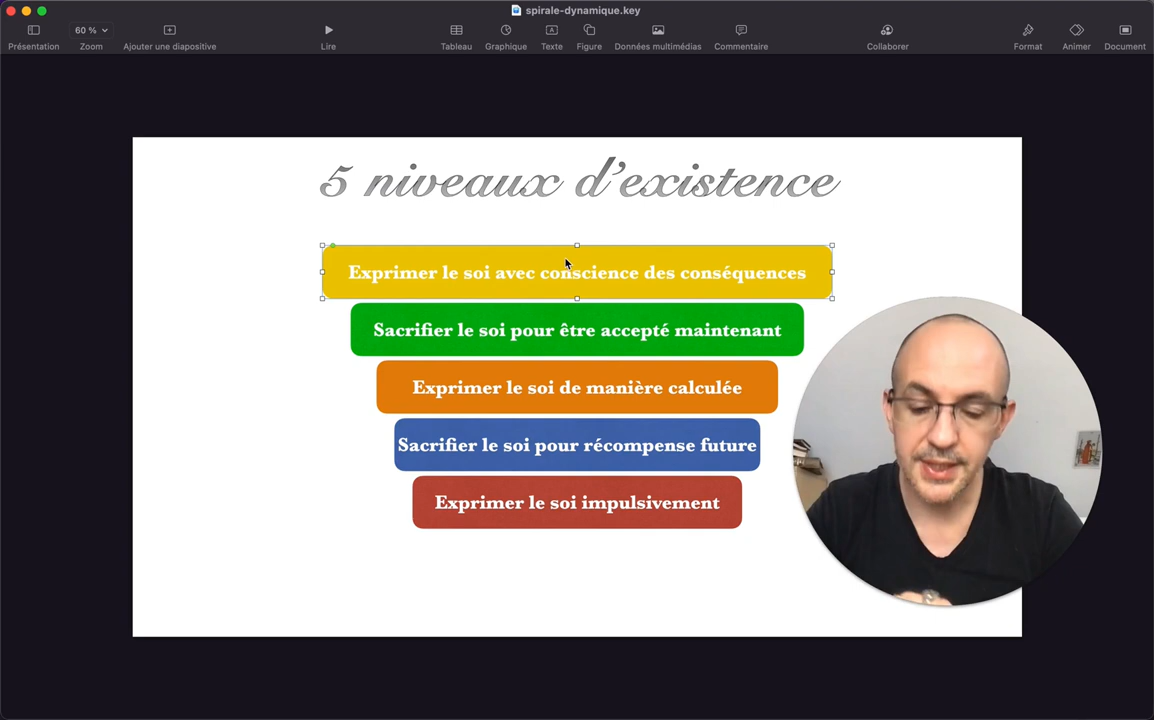 spirale-dynamique.key
60 %
Présentation
Zoom
Ajouter une diapositive
Lire
Tableau
Graphique
Texte
Figure
Données multimédias
Commentaire
Collaborer
Format
Animer
Document
5 niveaux d'existence
Exprimer le soi avec conscience des conséquences
Sacrifier le soi pour être accepté maintenant
Exprimer le soi de manière calculée
Sacrifier le soi pour récompense future
Exprimer le soi impulsivement